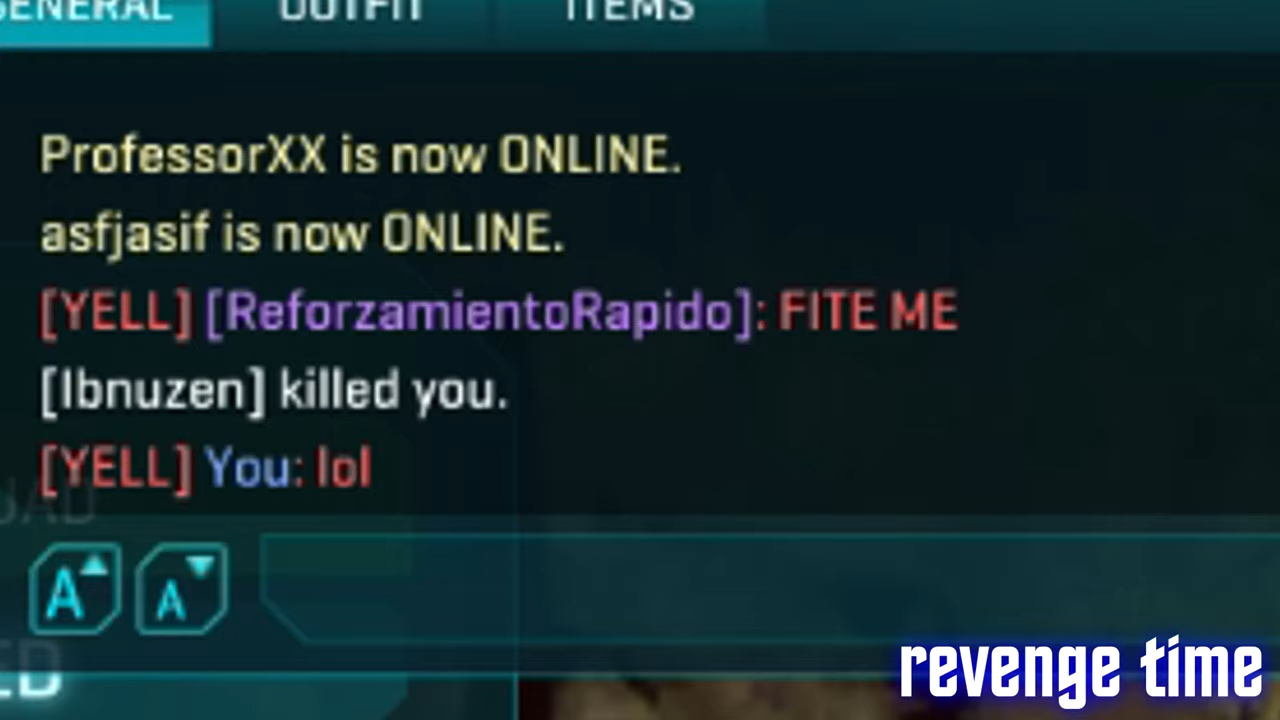 GENERAL OUTFIT ITEMS
ProfessorXX is now ONLINE.
asfjasif is now ONLINE.
[YELL] [ReforzamientoRapido]: FITE ME
[Ibnuzen] killed you.
[YELL] You: lol
A A
revenge time